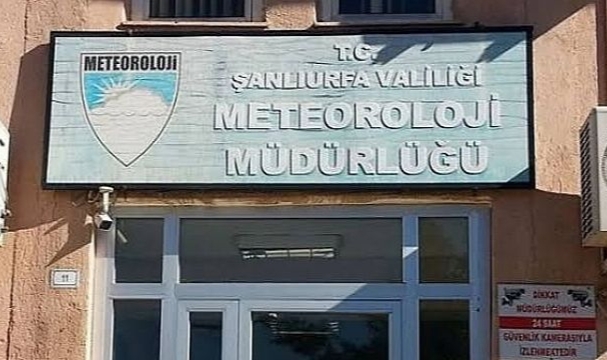 METEOROLOJİ
T.C.
ŞANLIURFA VALİLİĞİ
METEOROLOJİ
MÜDÜRLÜĞÜ
11
DİKKAT
MÜDÜRLÜĞÜMÜZ
24 SAAT
GÜVENLİK KAMERASIYLA
İZLENMEKTEDİR